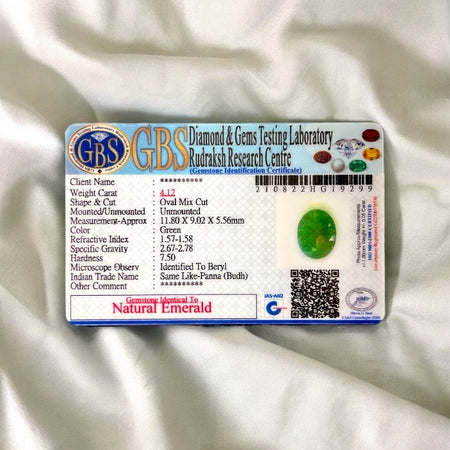 GBS
GBS
Diamond & Gems Testing Laboratory
Rudraksh Research Centre
(Gemstone Identification Certificate)
Client Name : **********
Weight Carat : 4.12
Shape & Cut : Oval Mix Cut
Mounted/Unmounted : Unmounted
Measurement-Approx : 11.80 X 9.02 X 5.56mm
Color : Green
Refractive Index : 1.57-1.58
Specific Gravity : 2.67-2.78
Hardness : 7.50
Microscope Observ : Identified To Beryl
Indian Trade Name : Same Like-Panna (Budh)
Other Comment : **********
Gemstone Identical To
Natural Emerald
210822HG19299
JAS-ANZ